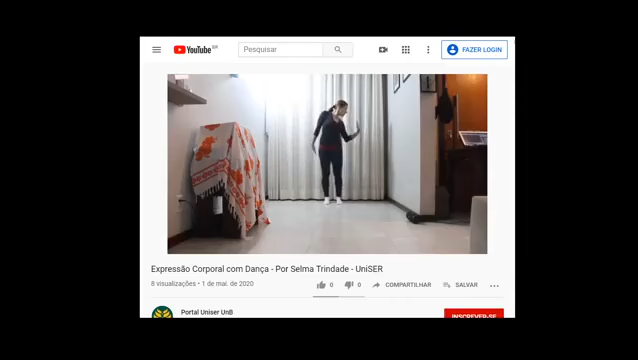 YouTube BR
Pesquisar
FAZER LOGIN
Expressão Corporal com Dança - Por Selma Trindade - UniSER
8 visualizações • 1 de mai. de 2020
0
0
COMPARTILHAR
SALVAR
Portal Uniser UnB
INSCREVER-SE